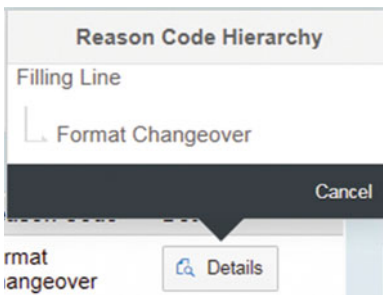 Reason Code Hierarchy
Filling Line
Format Changeover
Cancel
rmat
angeover
Details